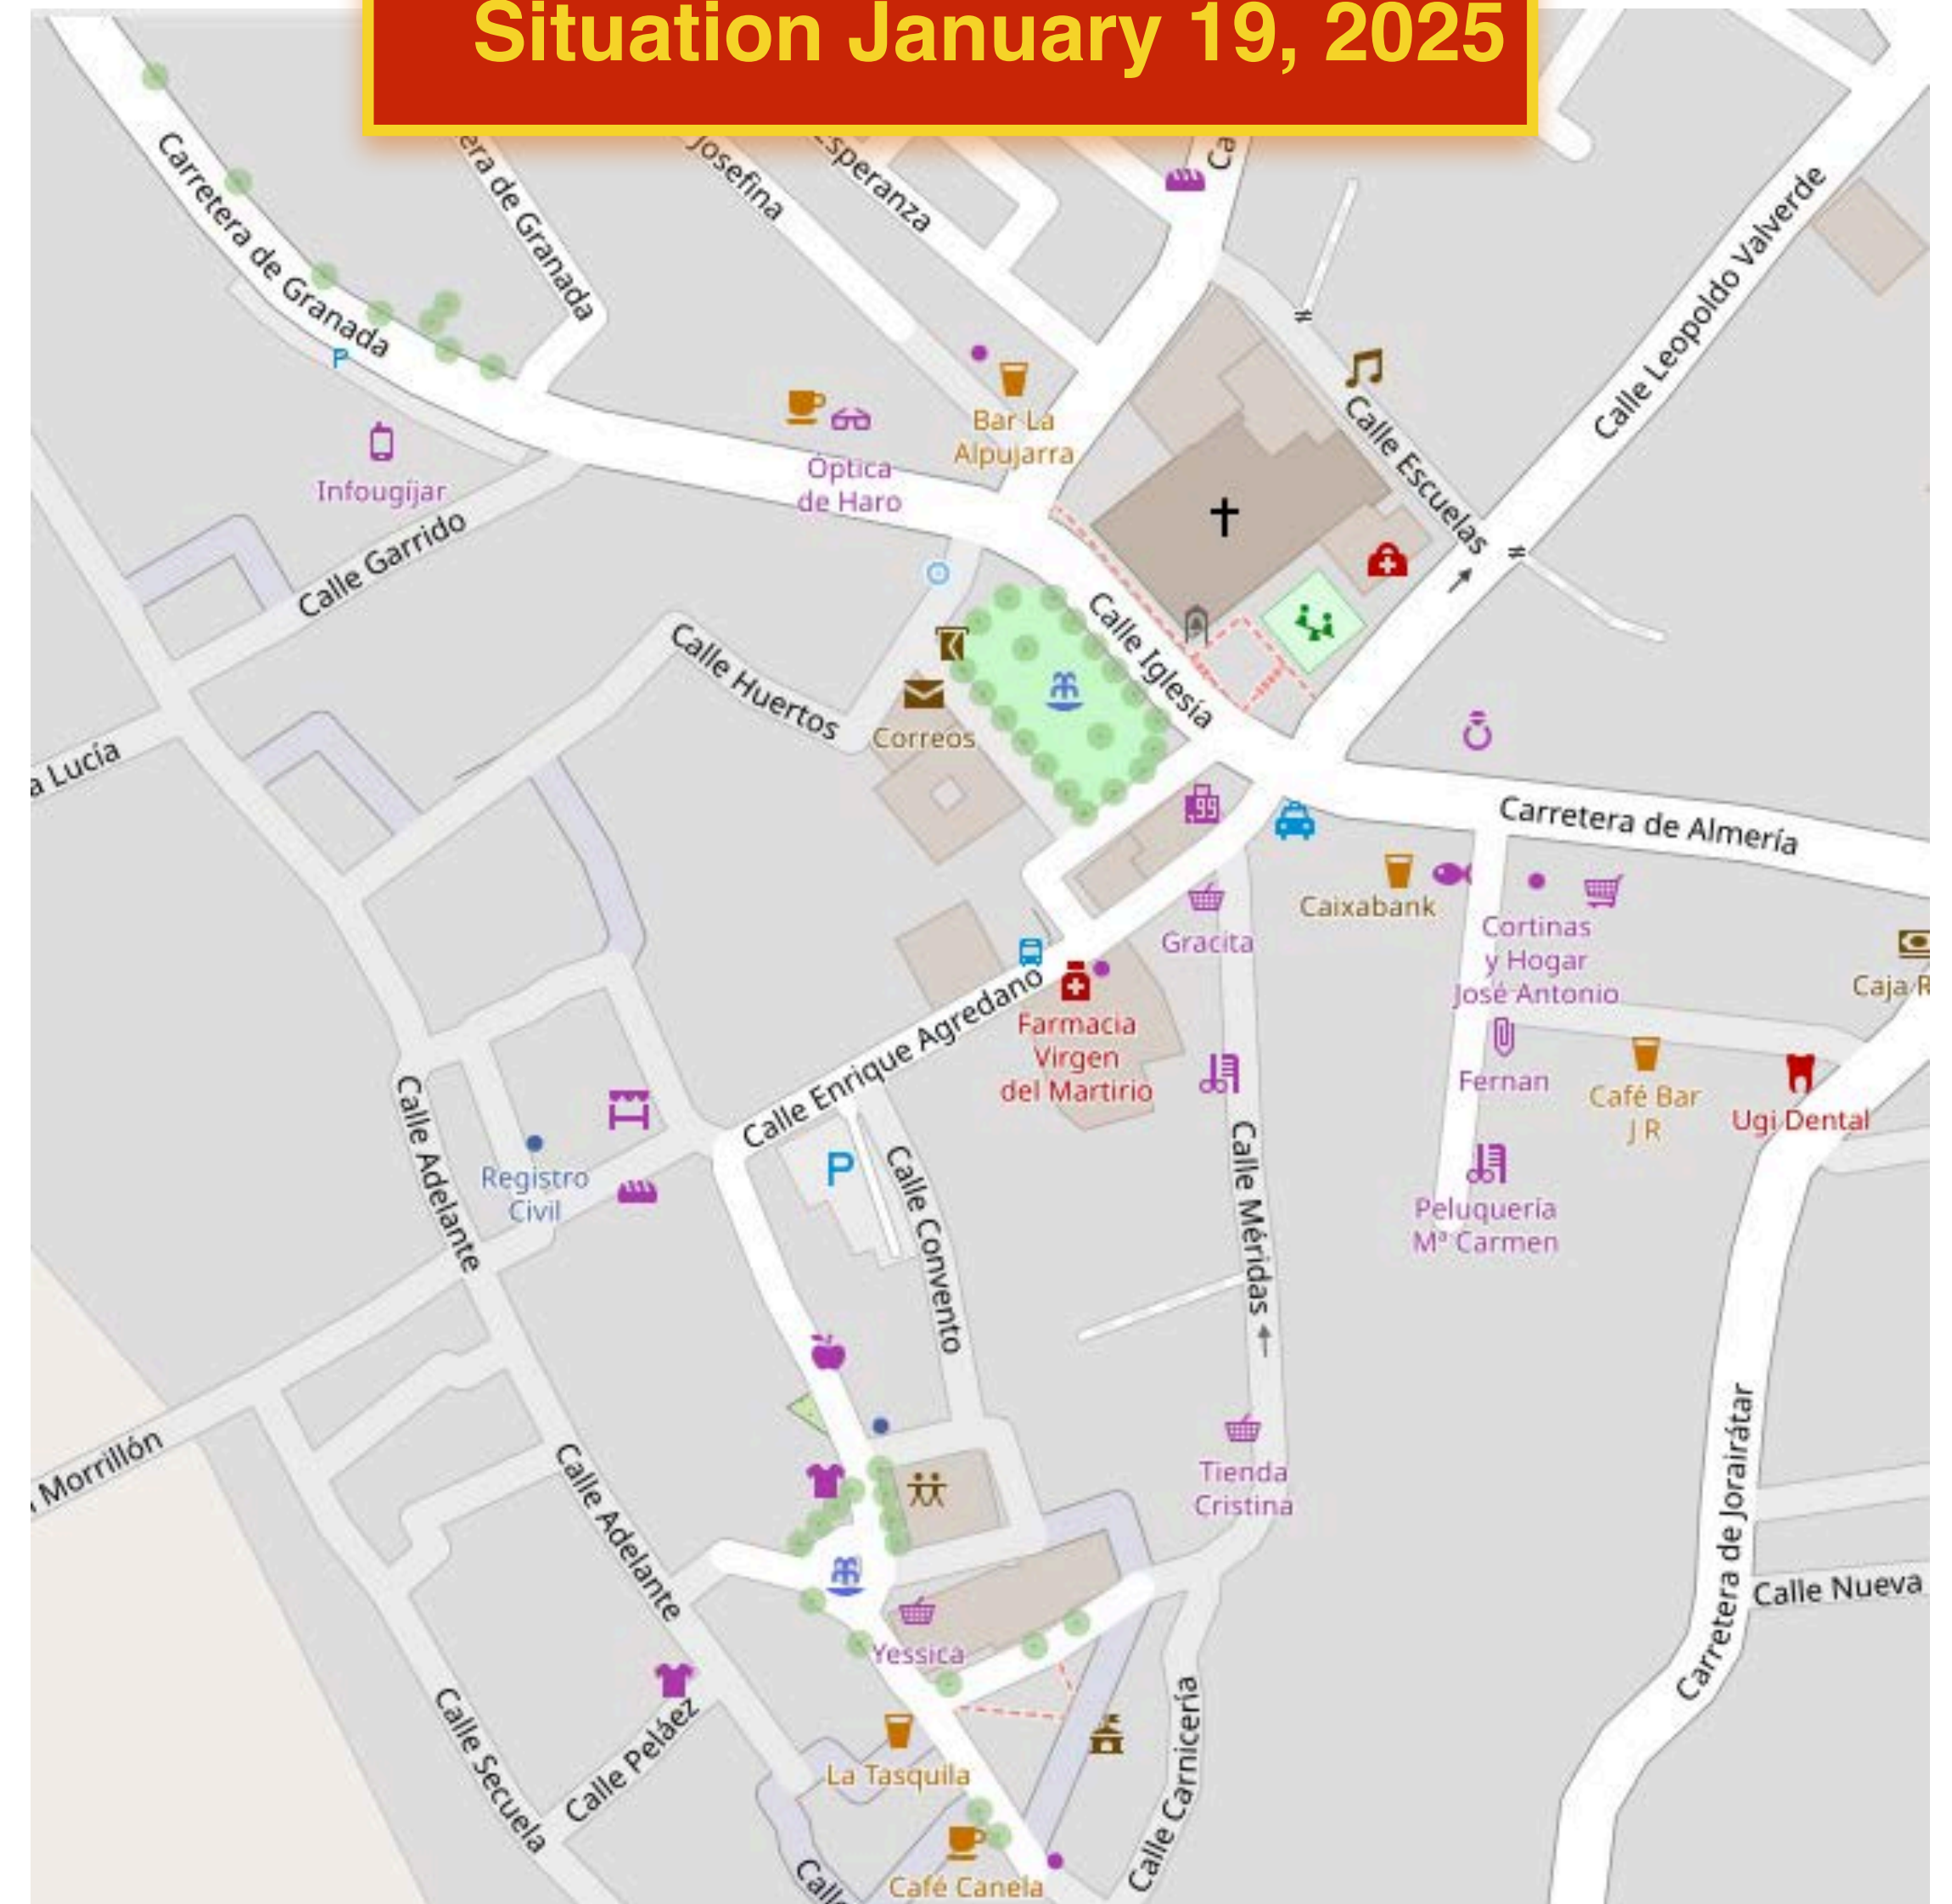 Situation January 19, 2025
Carretera de Granada
era de Granada
Josefina
Esperanza
Ca
Calle Leopoldo Valverde
Bar La
Alpujarra
Óptica
de Haro
Infougíjar
Calle Garrido
Calle Escuelas
Calle Iglesia
Calle Huertos
Correos
a Lucía
P
99
Carretera de Almería
Caixabank
Gracita
Cortinas
y Hogar
José Antonio
Caja R
Calle Enrique Agredano
Farmacia
Virgen
del Martirio
Fernan
Café Bar
J R
Ugi Dental
Calle Adelante
Registro
Civil
P
Calle Convento
Calle Méridas
Peluquería
Mª Carmen
Morrillón
Calle Adelante
Tienda
Cristina
Carretera de Jorairátar
Calle Nueva
Yessica
Calle Secuela
Calle Peláez
La Tasquila
Calle Carnicería
Café Canela
Calle